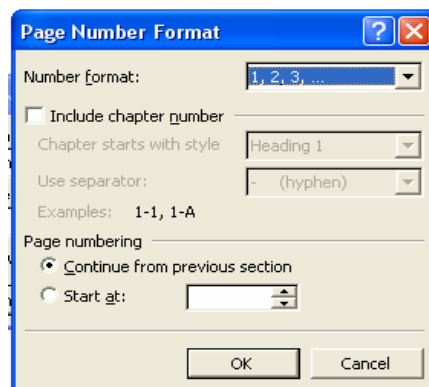 Page Number Format
Number format: 1, 2, 3, ...
Include chapter number
Chapter starts with style Heading 1
Use separator: - (hyphen)
Examples: 1-1, 1-A
Page numbering
Continue from previous section
Start at:
OK Cancel